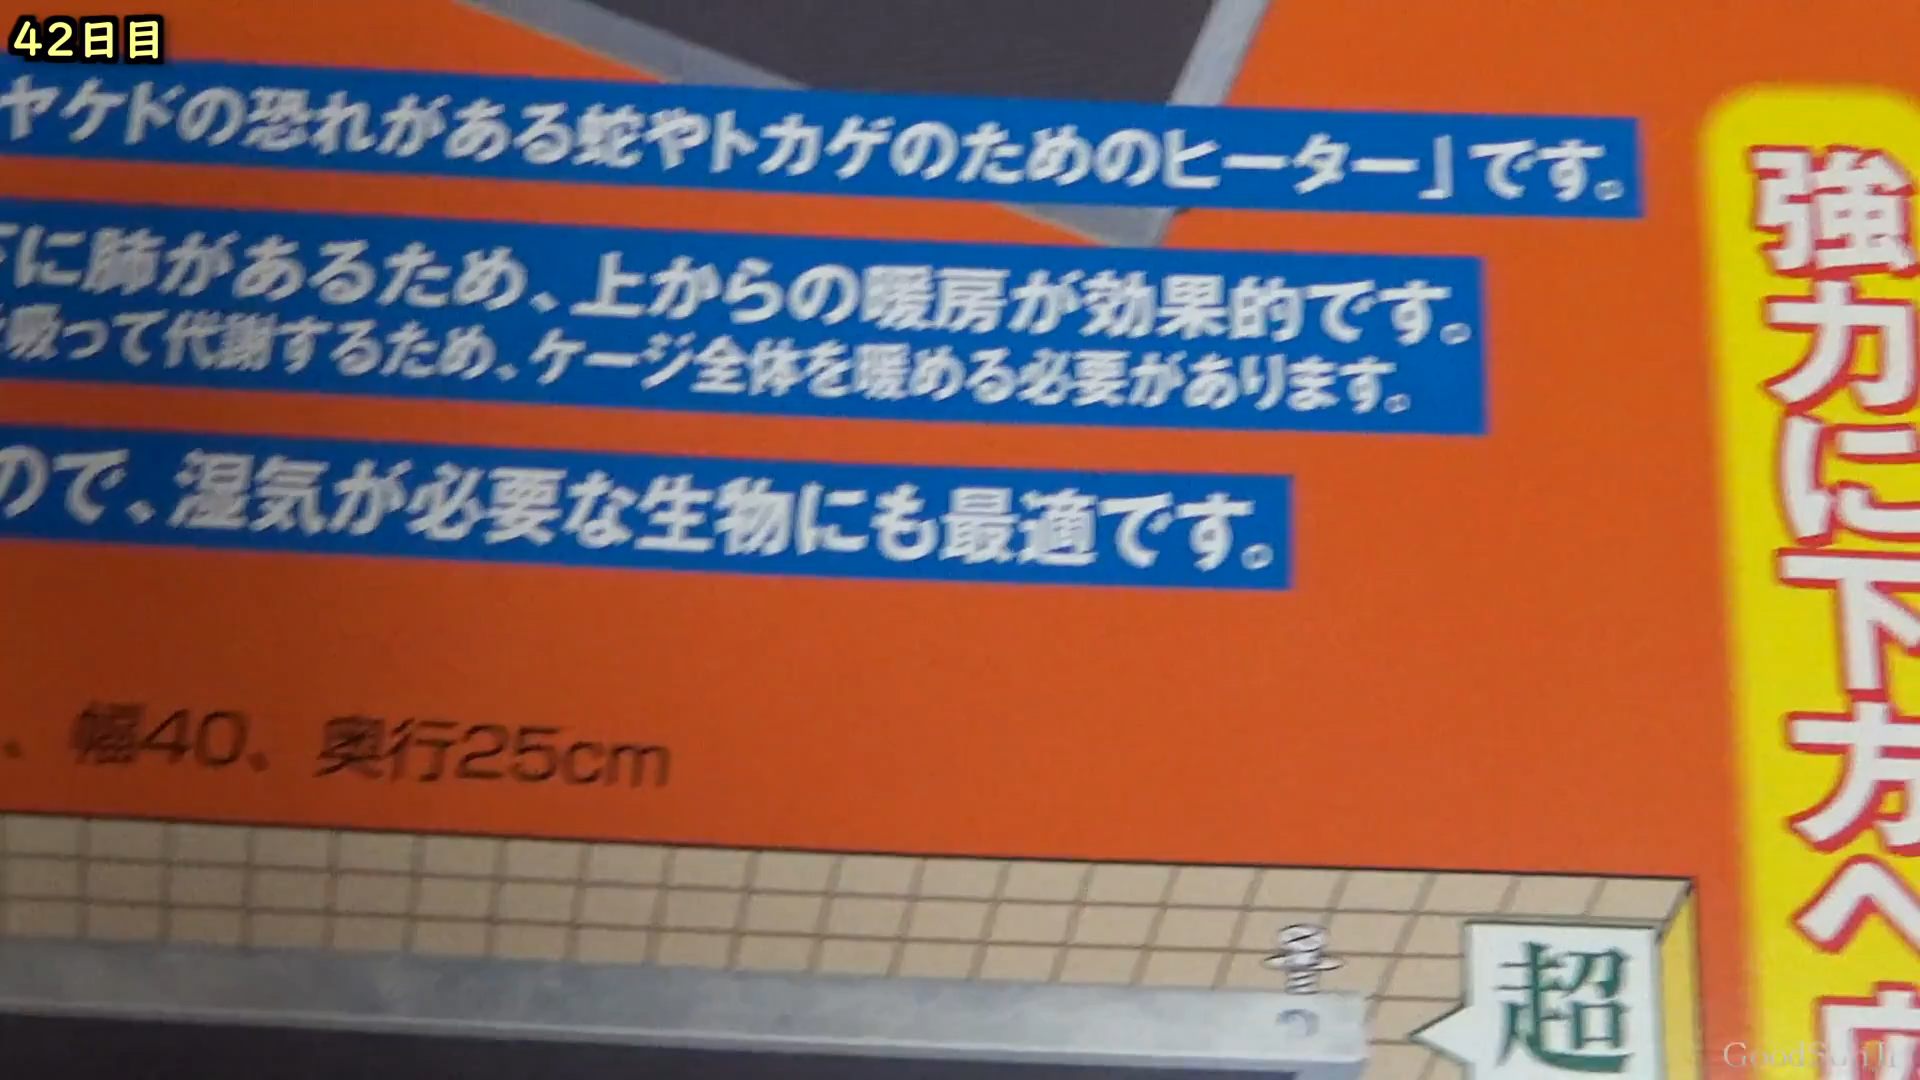 42日目
ヤケドの恐れがある蛇やトカゲのためのヒーター」です。
に肺があるため、上からの暖房が効果的です。
吸って代謝するため、ケージ全体を暖める必要があります。
ので、湿気が必要な生物にも最適です。
、幅40、奥行25cm
強力に下方へ
超
GoodSunJi